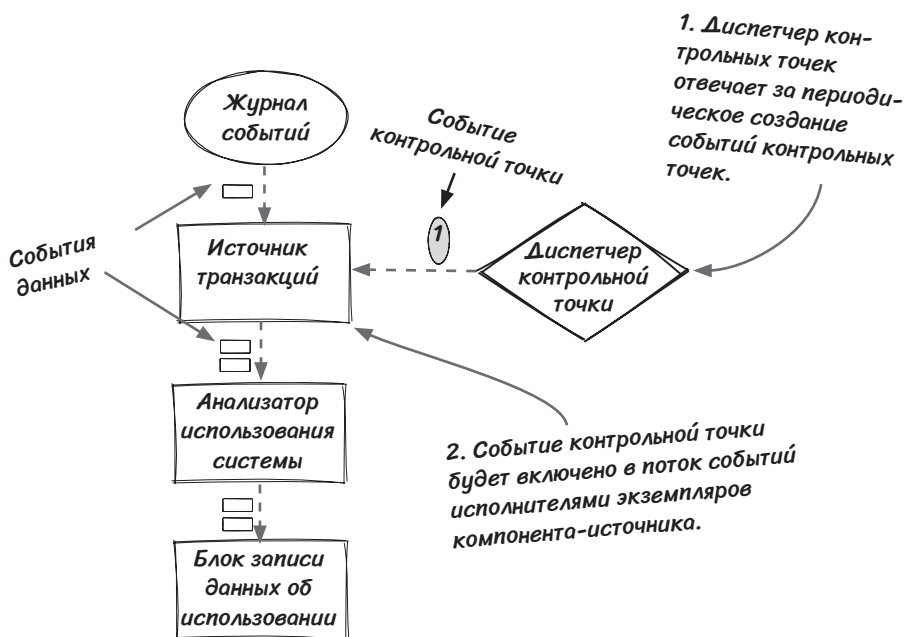 1. Диспетчер кон-
трольных точек
отвечает за периоди-
ческое создание
событий контрольных
точек.
Журнал
событий
Событие
контрольной точки
1
События
данных
Источник
транзакций
Диспетчер
контрольной
точки
Анализатор
использования
системы
2. Событие контрольной точки
будет включено в поток событий
исполнителями экземпляров
компонента-источника.
Блок записи
данных об
использовании